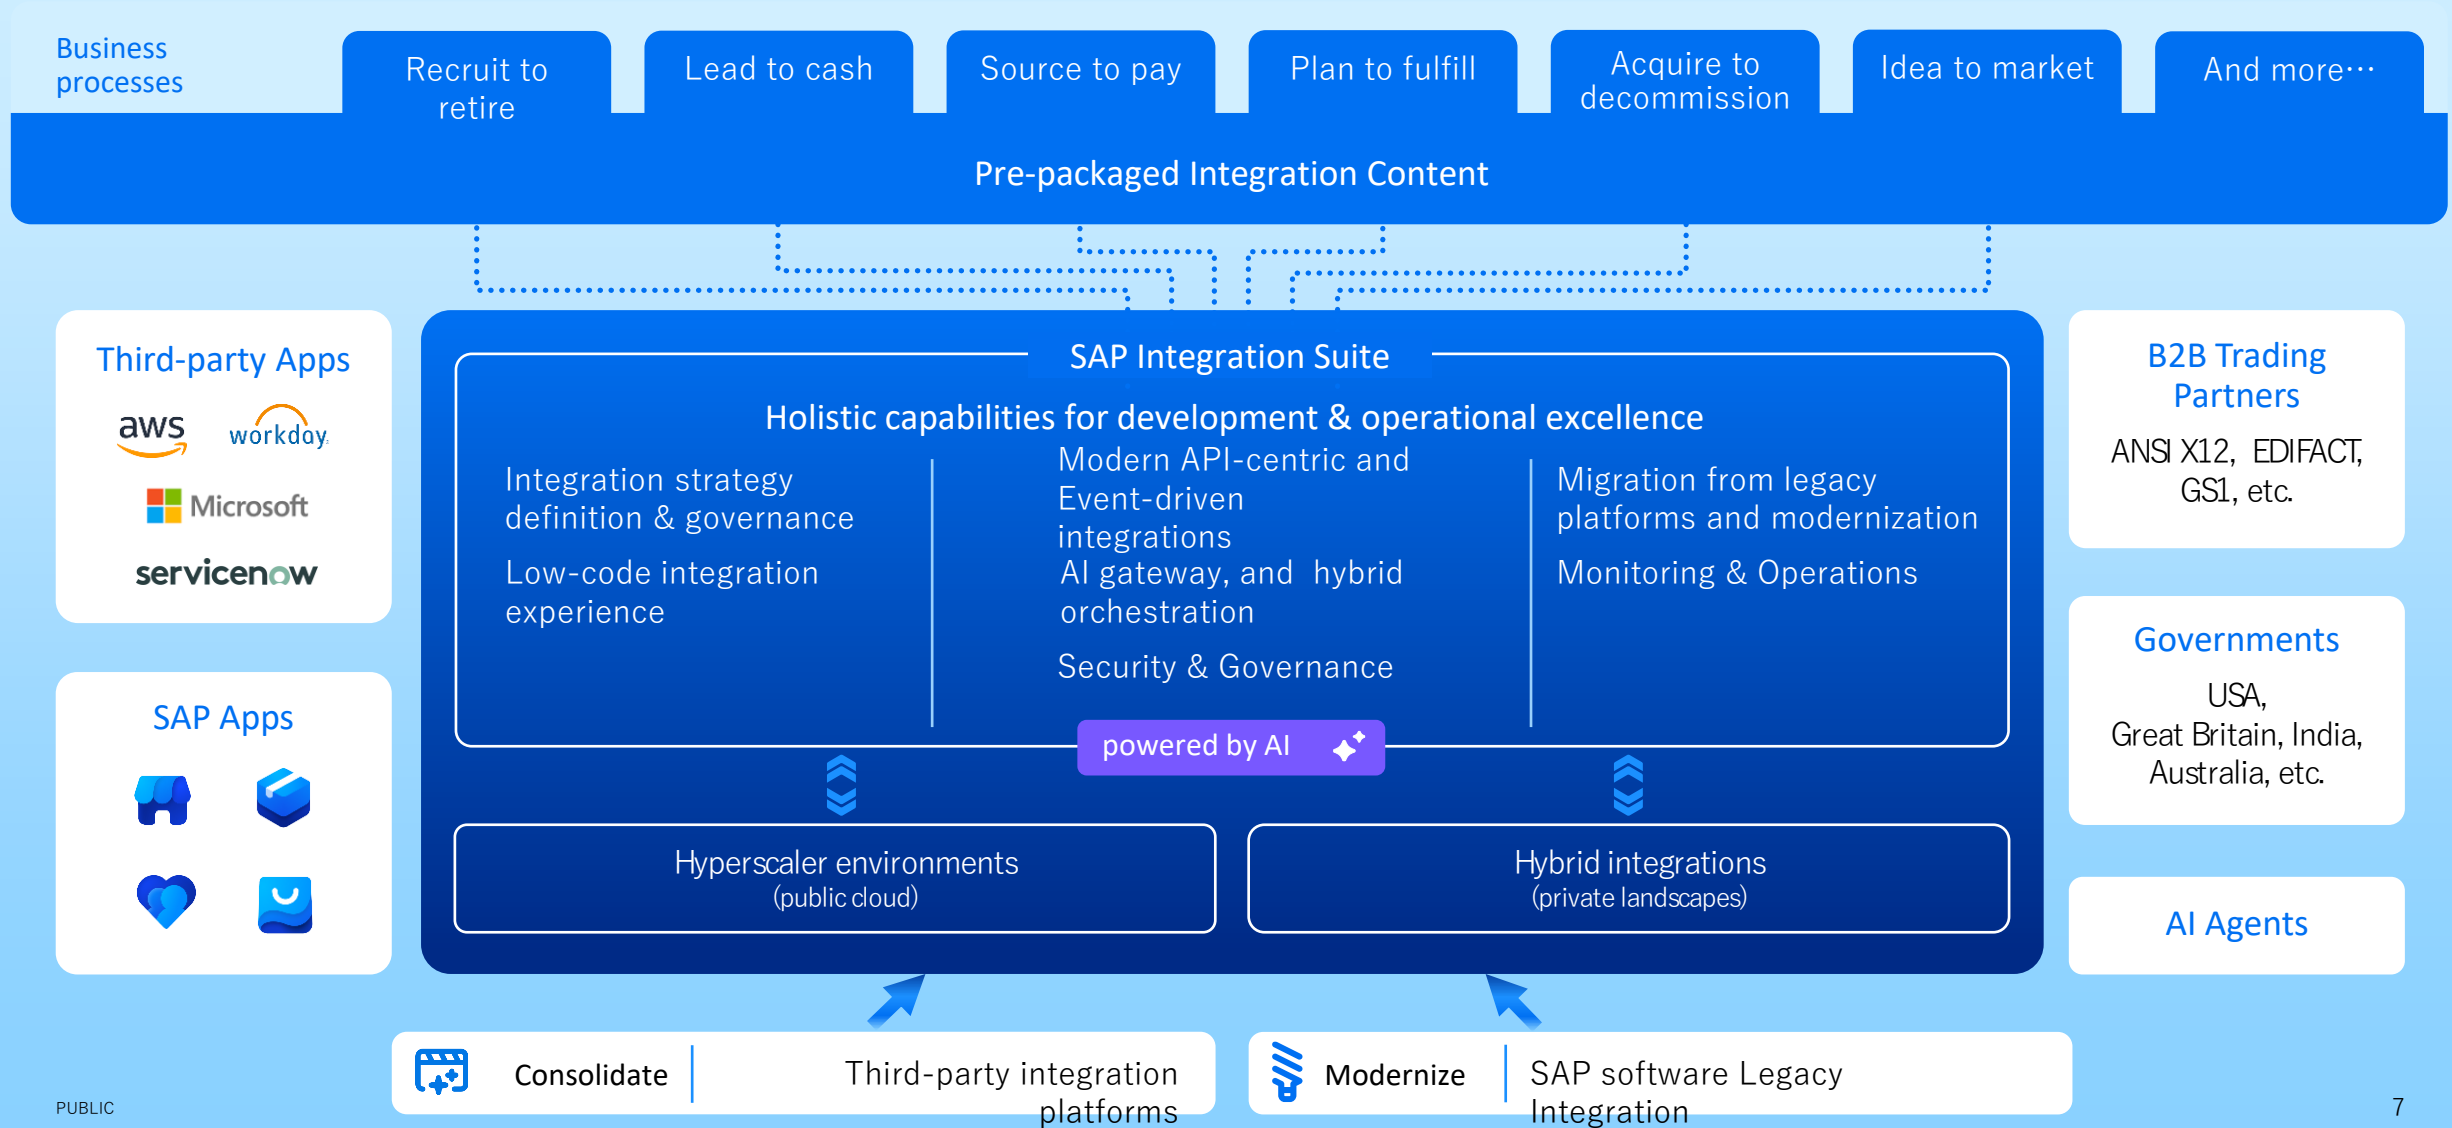 Business
processes
Recruit to
retire
Lead to cash
Source to pay
Plan to fulfill
Acquire to
decommission
Idea to market
And more…
Pre-packaged Integration Content
Third-party Apps
aws
workday
Microsoft
servicenow
SAP Apps
SAP Integration Suite
Holistic capabilities for development & operational excellence
Integration strategy
definition & governance
Low-code integration
experience
Modern API-centric and
Event-driven
integrations
AI gateway, and hybrid
orchestration
Security & Governance
Migration from legacy
platforms and modernization
Monitoring & Operations
powered by AI
Hyperscaler environments
(public cloud)
Hybrid integrations
(private landscapes)
B2B Trading
Partners
ANSI X12, EDIFACT,
GS1, etc.
Governments
USA,
Great Britain, India,
Australia, etc.
AI Agents
Consolidate
Third-party integration
platforms
Modernize
SAP software Legacy
Integration
PUBLIC
7